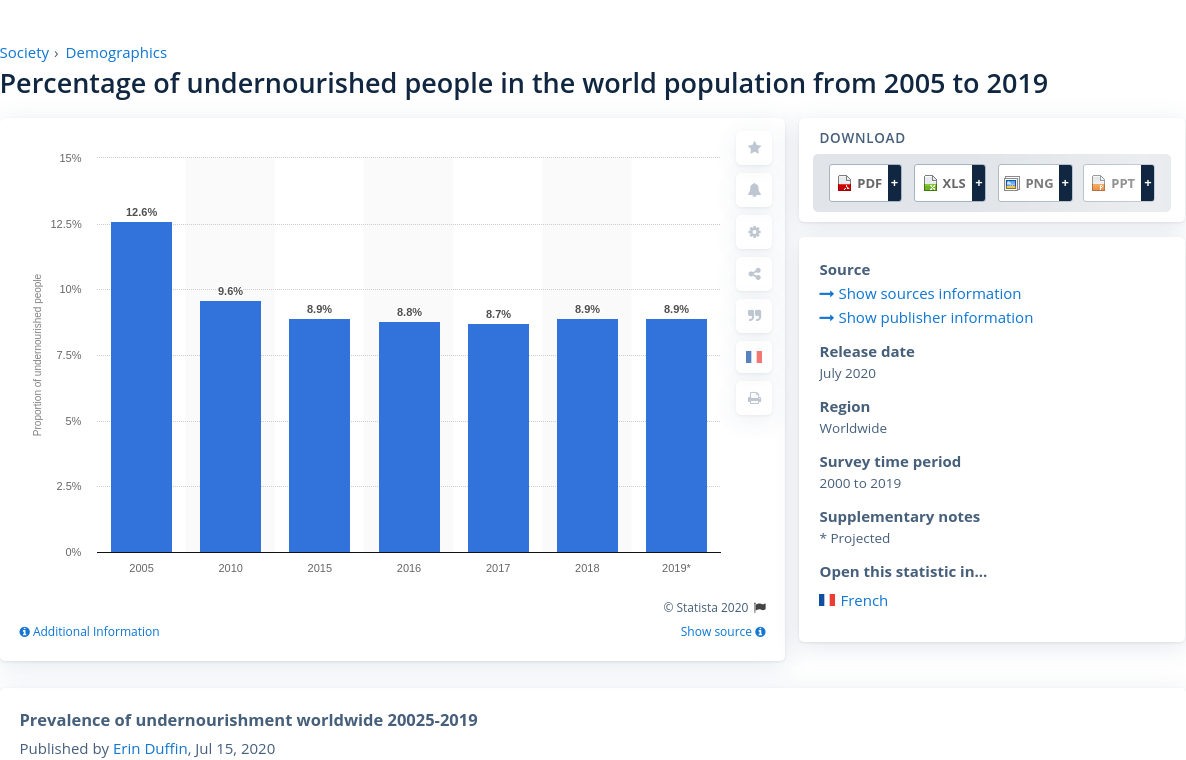 Society › Demographics
Percentage of undernourished people in the world population from 2005 to 2019
Proportion of undernourished people
15%
12.5%
10%
7.5%
5%
2.5%
0%
12.6%
9.6%
8.9%
8.8%
8.7%
8.9%
8.9%
2005
2010
2015
2016
2017
2018
2019*
© Statista 2020
Additional Information
Show source
DOWNLOAD
PDF + XLS + PNG + PPT +
Source
Show sources information
Show publisher information
Release date
July 2020
Region
Worldwide
Survey time period
2000 to 2019
Supplementary notes
* Projected
Open this statistic in...
French
Prevalence of undernourishment worldwide 20025-2019
Published by Erin Duffin, Jul 15, 2020